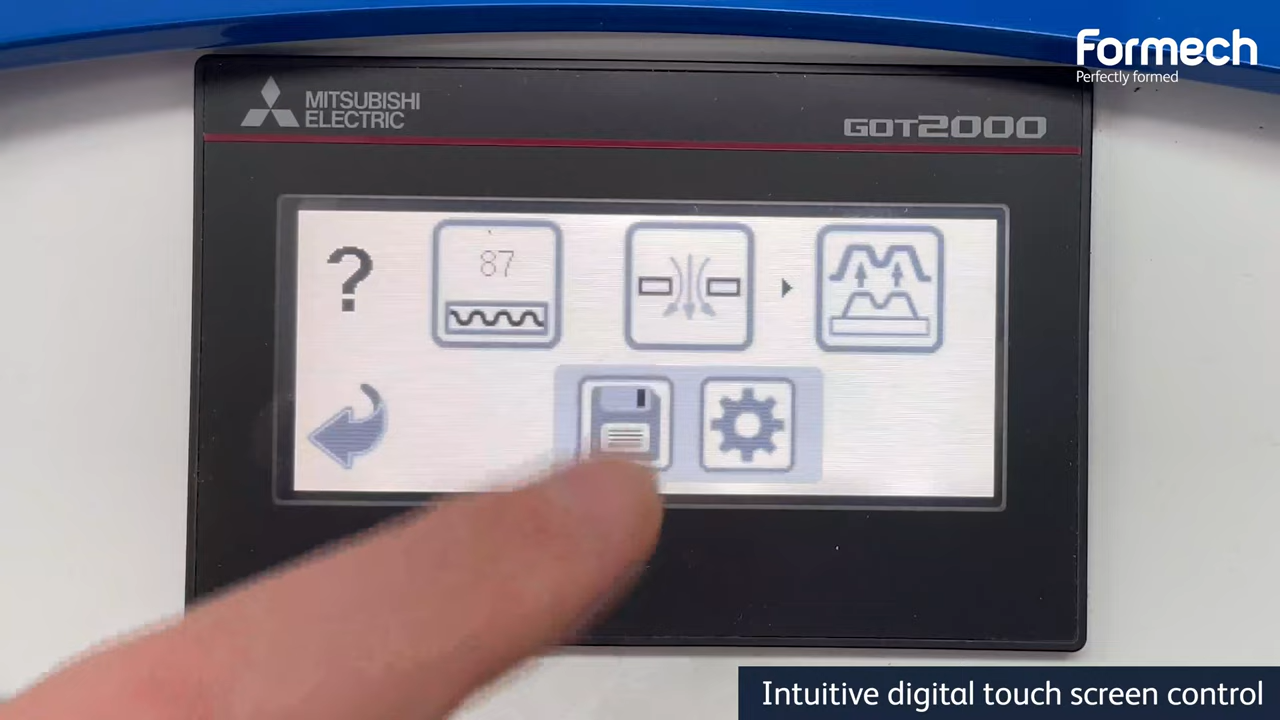 Formech
Perfectly formed
MITSUBISHI
ELECTRIC
GOT2000
?
87
Intuitive digital touch screen control